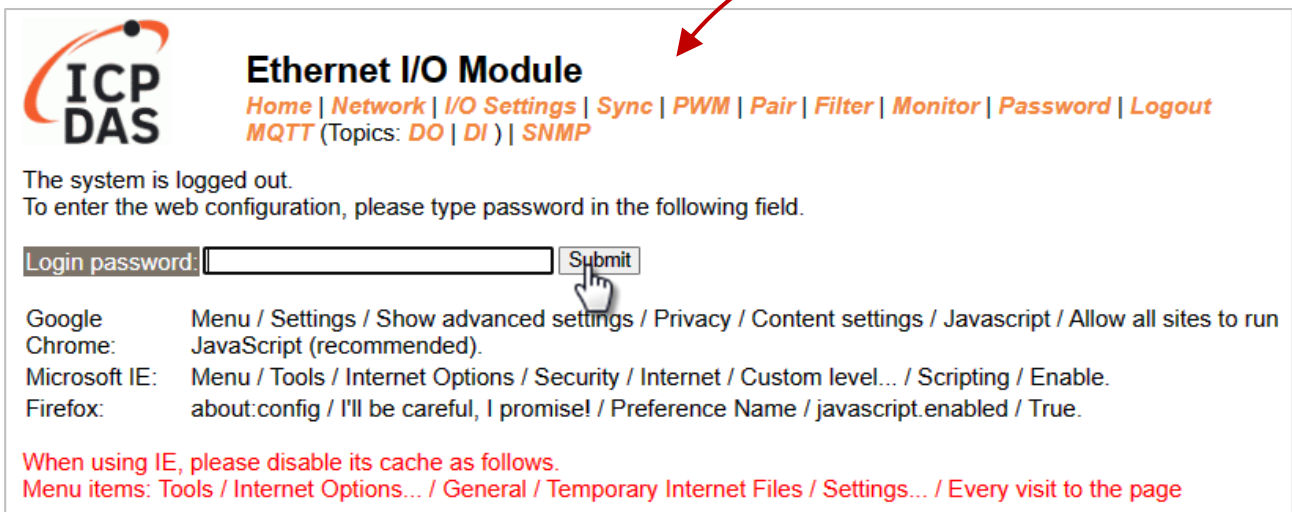 ICP
DAS
Ethernet I/O Module
Home | Network | I/O Settings | Sync | PWM | Pair | Filter | Monitor | Password | Logout
MQTT (Topics: DO | DI ) | SNMP
The system is logged out.
To enter the web configuration, please type password in the following field.
Login password: Submit
Google Chrome: Menu / Settings / Show advanced settings / Privacy / Content settings / Javascript / Allow all sites to run
JavaScript (recommended).
Microsoft IE: Menu / Tools / Internet Options / Security / Internet / Custom level... / Scripting / Enable.
Firefox: about:config / I'll be careful, I promise! / Preference Name / javascript.enabled / True.
When using IE, please disable its cache as follows.
Menu items: Tools / Internet Options... / General / Temporary Internet Files / Settings... / Every visit to the page